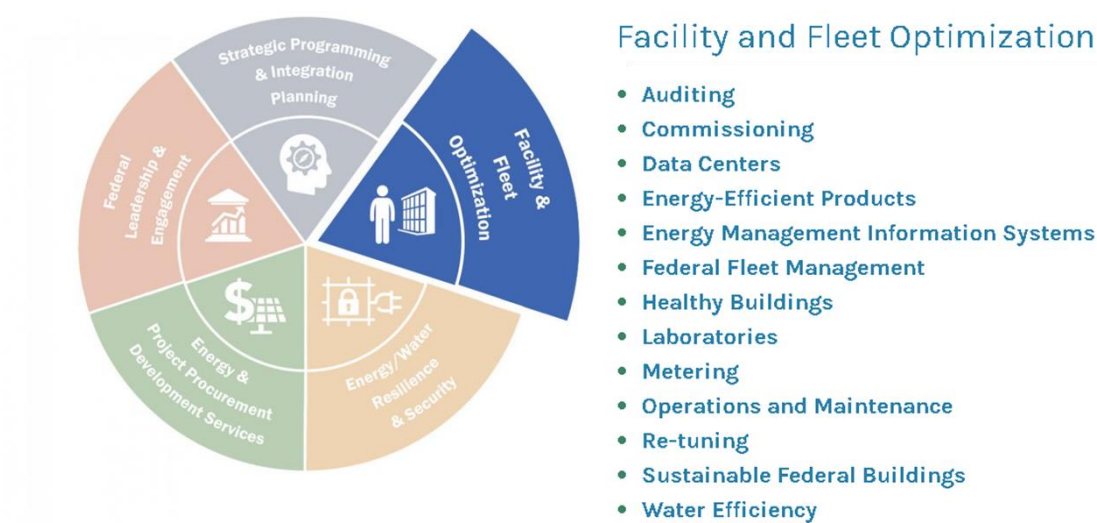 Strategic Programming
& Integration
Planning
Facility &
Fleet
Optimization
Federal
Leadership &
Engagement
$
Energy &
Project Procurement
Development Services
Energy/Water
Resilience
& Security
Facility and Fleet Optimization
• Auditing
• Commissioning
• Data Centers
• Energy-Efficient Products
• Energy Management Information Systems
• Federal Fleet Management
• Healthy Buildings
• Laboratories
• Metering
• Operations and Maintenance
• Re-tuning
• Sustainable Federal Buildings
• Water Efficiency